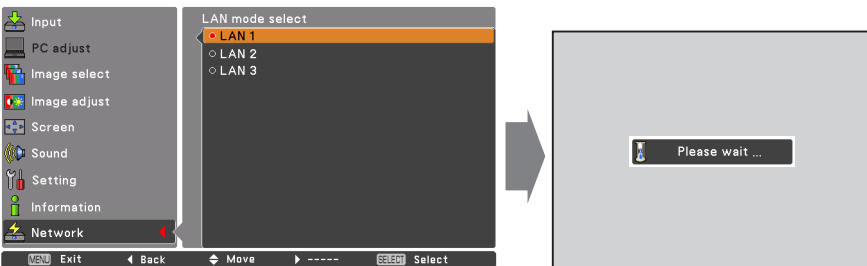 Input
PC adjust
Image select
Image adjust
Screen
Sound
Setting
Information
Network
LAN mode select
LAN 1
LAN 2
LAN 3
MENU Exit Back Move ----- SELECT Select
Please wait ...